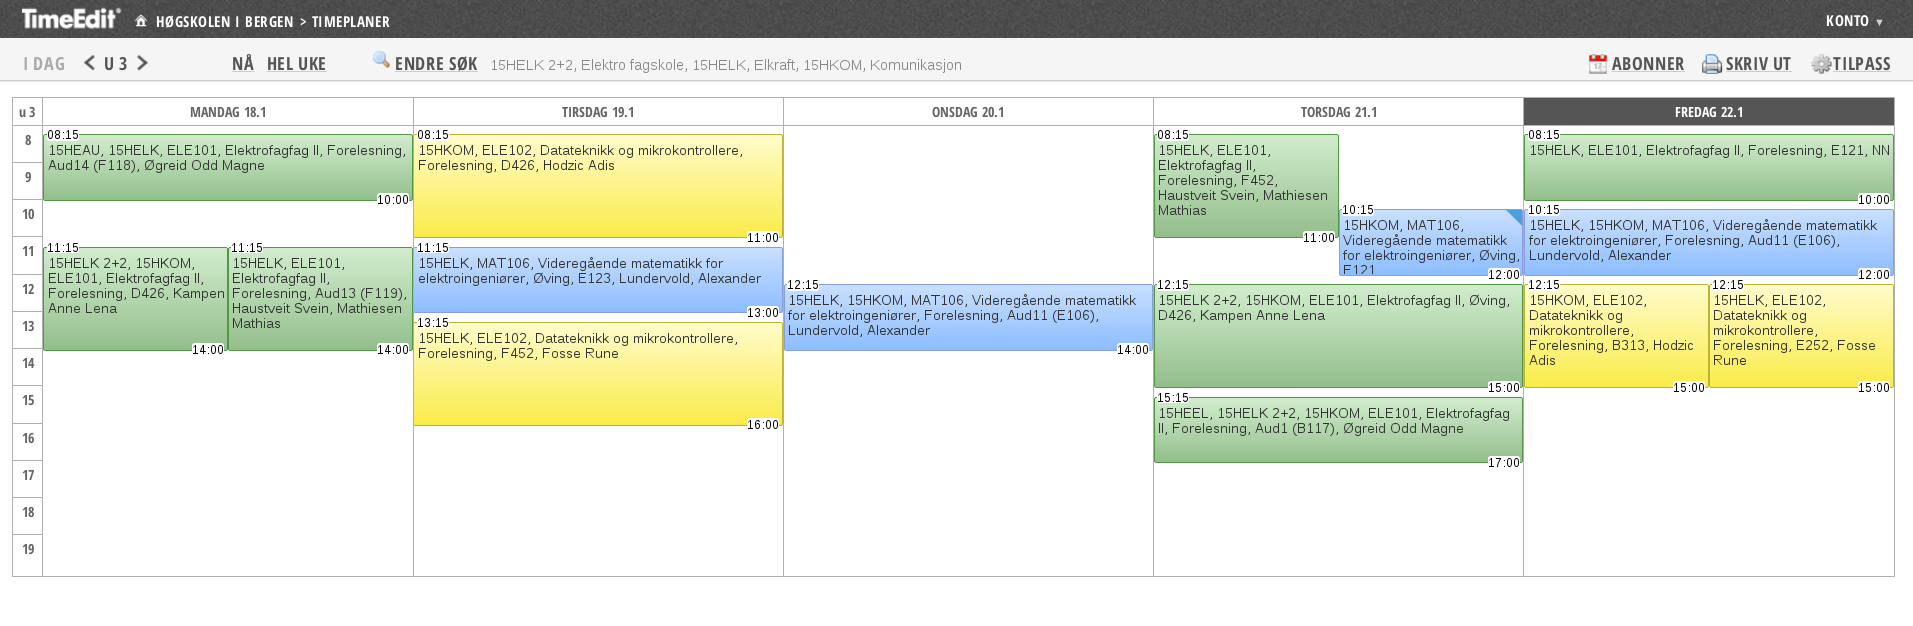 TimeEdit HØGSKOLEN I BERGEN > TIMEPLANER KONTO ▼
I DAG < U 3 > NÅ HEL UKE ENDRE SØK 15HELK 2+2, Elektro fagskole, 15HELK, Elkraft, 15HKOM, Komunikasjon ABONNER SKRIV UT TILPASS
u 3 MANDAG 18.1 TIRSDAG 19.1 ONSDAG 20.1 TORSDAG 21.1 FREDAG 22.1
8
9
10
11
12
13
14
15
16
17
18
19
08:15
15HEAU, 15HELK, ELE101, Elektrofagfag II, Forelesning,
Aud14 (F118), Øgreid Odd Magne
10:00
11:15
15HELK 2+2, 15HKOM,
ELE101, Elektrofagfag II,
Forelesning, D426, Kampen
Anne Lena
14:00
11:15
15HELK, ELE101,
Elektrofagfag II,
Forelesning, Aud13 (F119),
Haustveit Svein, Mathiesen
Mathias
14:00
08:15
15HKOM, ELE102, Datateknikk og mikrokontrollere,
Forelesning, D426, Hodzic Adis
11:00
11:15
15HELK, MAT106, Videregående matematikk for
elektroingeniører, Øving, E123, Lundervold, Alexander
13:00
13:15
15HELK, ELE102, Datateknikk og mikrokontrollere,
Forelesning, F452, Fosse Rune
16:00
12:15
15HELK, 15HKOM, MAT106, Videregående matematikk
for elektroingeniører, Forelesning, Aud11 (E106),
Lundervold, Alexander
14:00
08:15
15HELK, ELE101,
Elektrofagfag II,
Forelesning, F452,
Haustveit Svein, Mathiesen
Mathias
11:00
10:15
15HKOM, MAT106,
Videregående matematikk
for elektroingeniører, Øving,
E121
12:00
12:15
15HELK 2+2, 15HKOM, ELE101, Elektrofagfag II, Øving,
D426, Kampen Anne Lena
15:00
15:15
15HEEL, 15HELK 2+2, 15HKOM, ELE101, Elektrofagfag
II, Forelesning, Aud1 (B117), Øgreid Odd Magne
17:00
08:15
15HELK, ELE101, Elektrofagfag II, Forelesning, E121, NN
10:00
10:15
15HELK, 15HKOM, MAT106, Videregående matematikk
for elektroingeniører, Forelesning, Aud11 (E106),
Lundervold, Alexander
12:00
12:15
15HKOM, ELE102,
Datateknikk og
mikrokontrollere,
Forelesning, B313, Hodzic
Adis
15:00
12:15
15HELK, ELE102,
Datateknikk og
mikrokontrollere,
Forelesning, E252, Fosse
Rune
15:00